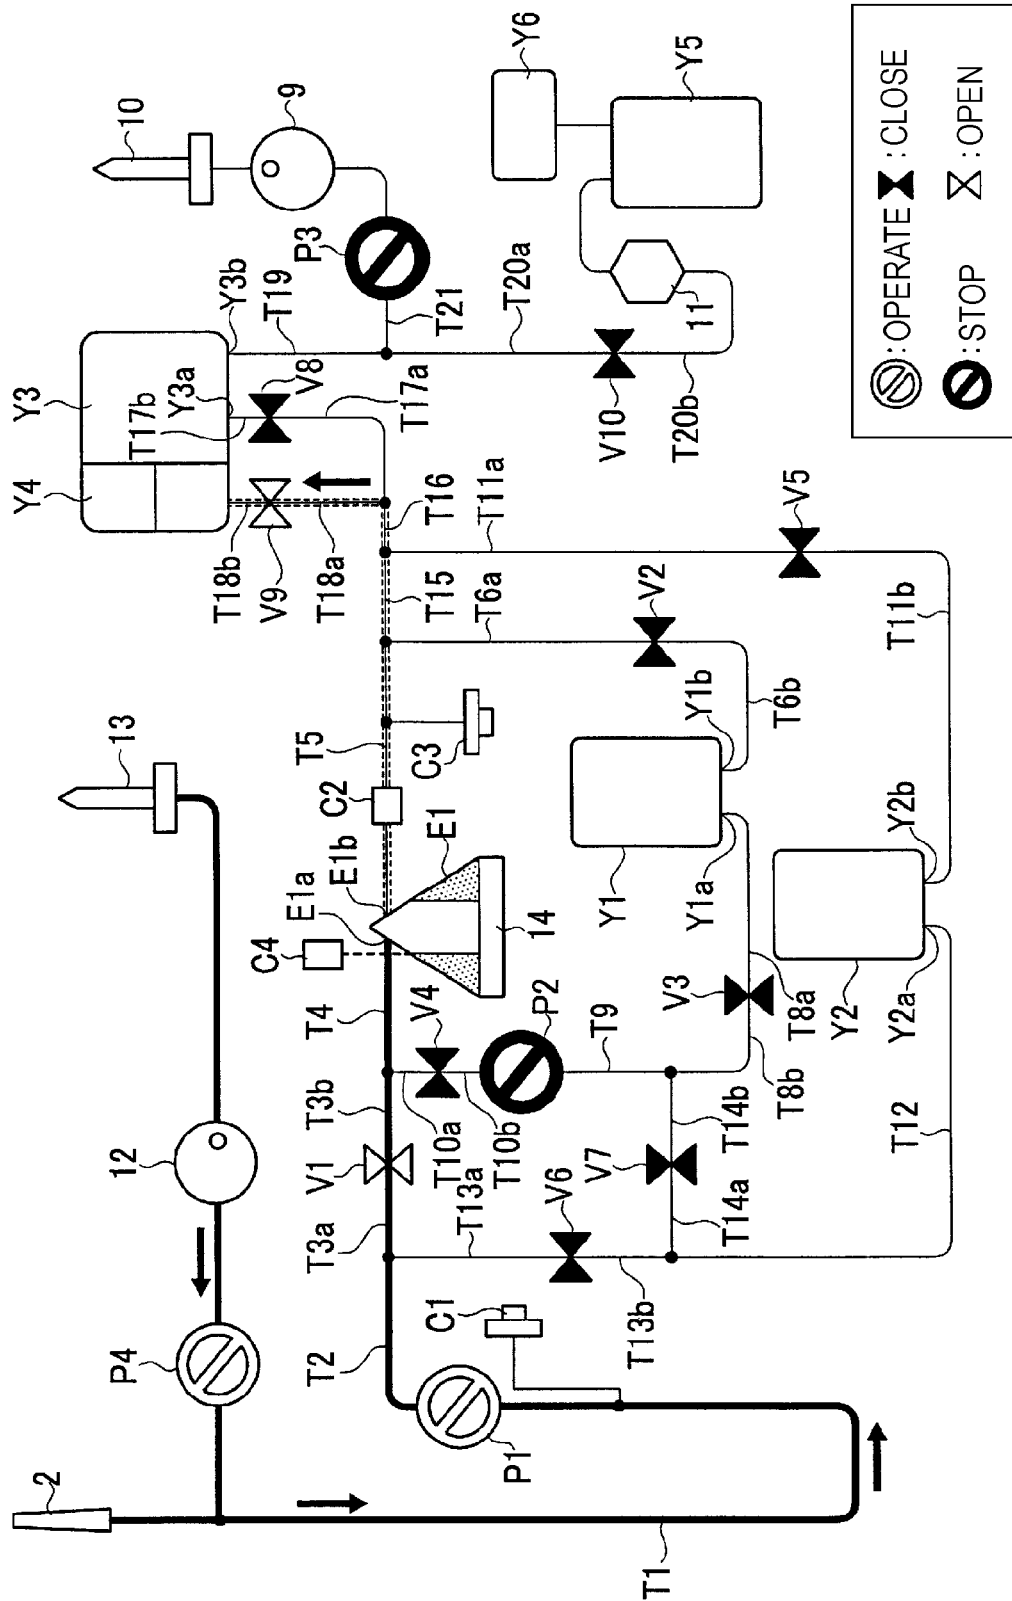 2
P4
12
13
T1
P1
C1
T2
T3a
V1
T3b
T4
C4
E1a
E1b
E1
14
C2
T5
C3
T13a
V6
T13b
T14a
V7
T14b
T10a
V4
T10b
P2
T9
T12
T8b
V3
T8a
Y1
Y1a
Y1b
Y2
Y2a
Y2b
T6b
V2
T6a
T15
T16
T11a
V5
T11b
T18b
V9
T18a
Y4
Y3
T17b
Y3a
V8
T17a
Y3b
T19
P3
T21
9
10
T20a
V10
T20b
11
Y6
Y5
:OPERATE :CLOSE
:STOP :OPEN